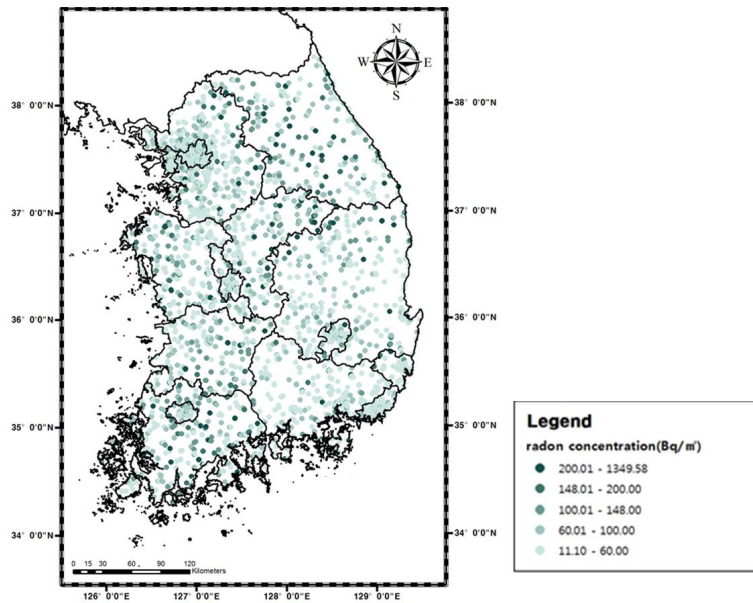 N
W E
S
38° 0'0"N 38° 0'0"N
37° 0'0"N 37° 0'0"N
36° 0'0"N 36° 0'0"N
35° 0'0"N 35° 0'0"N
34° 0'0"N 34° 0'0"N
0 15 30 60 90 120
Kilometers
126° 0'0"E 127° 0'0"E 128° 0'0"E 129° 0'0"E
Legend
radon concentration(Bq/㎥)
200.01 - 1349.58
148.01 - 200.00
100.01 - 148.00
60.01 - 100.00
11.10 - 60.00